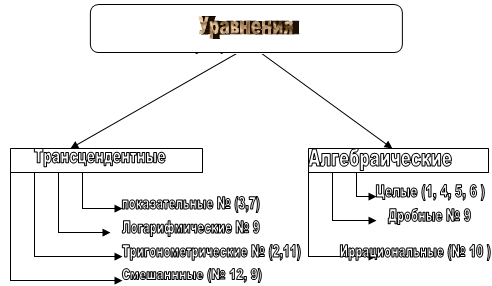 Уравнения
Трансцендентные
показательные № (3,7)
Логарифмические № 9
Тригонометрические № (2,11)
Смешаннные (№ 12, 9)
Алгебраические
Целые (1, 4, 5, 6 )
Дробные № 9
Иррациональные (№ 10 )